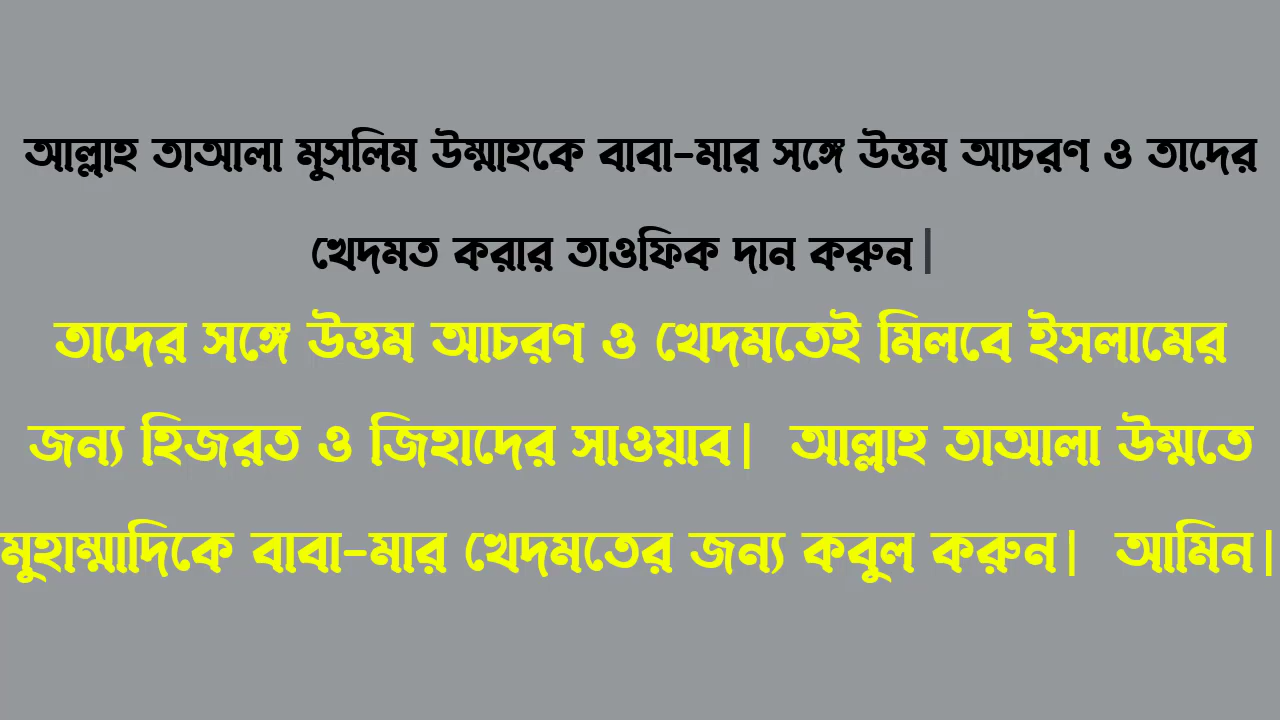 আল্লাহ তাআলা মুসলিম উম্মাহকে বাবা-মার সঙ্গে উত্তম আচরণ ও তাদের
খেদমত করার তাওফিক দান করুন|
তাদের সঙ্গে উত্তম আচরণ ও খেদমতেই মিলবে ইসলামের
জন্য হিজরত ও জিহাদের সাওয়াব| আল্লাহ তাআলা উম্মতে
মুহাম্মাদিকে বাবা-মার খেদমতের জন্য কবুল করুন| আমিন|